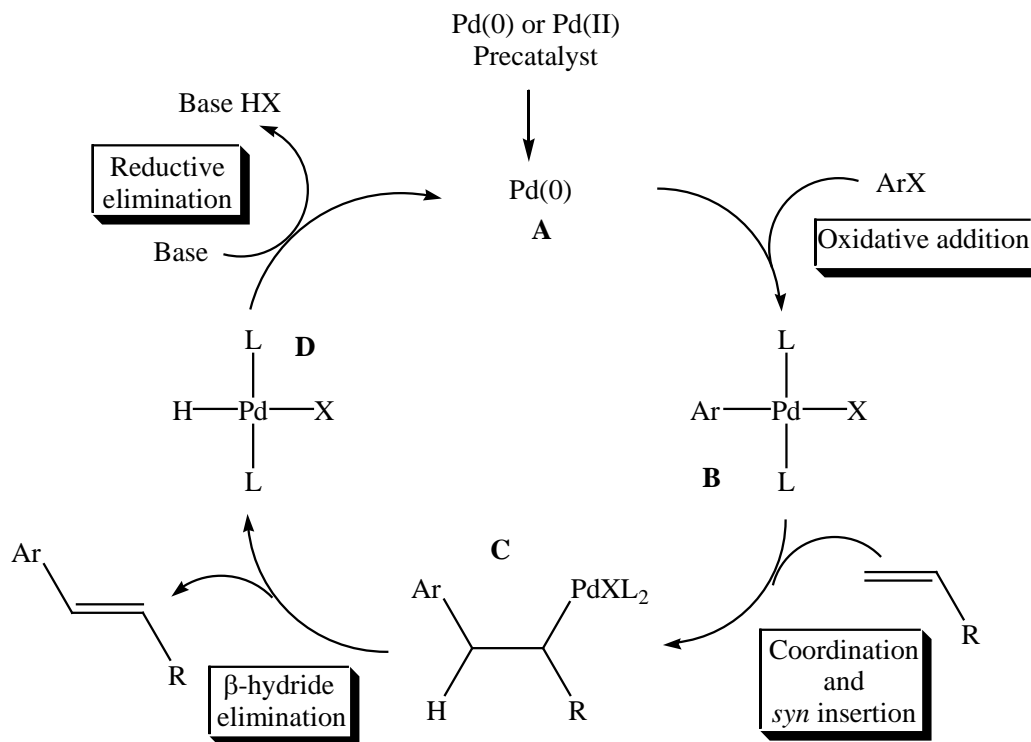 Pd(0) or Pd(II)
Precatalyst
Base HX
Reductive
elimination
Base
Pd(0)
A
ArX
Oxidative addition
L
D
H Pd X
L
L
Ar Pd X
B
L
C
Ar
PdXL2
H
R
R
Coordination
and
syn insertion
Ar
R
β-hydride
elimination